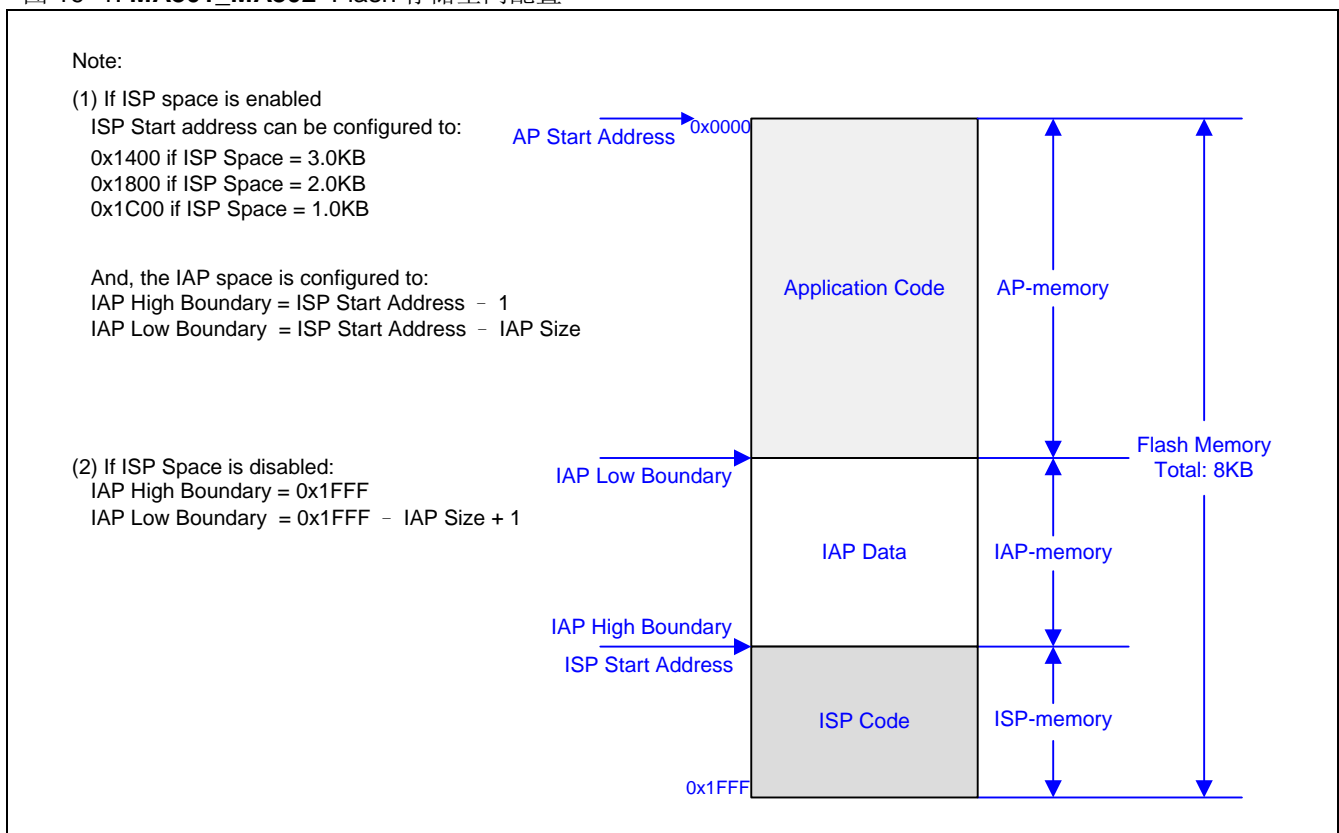 Note:
(1) If ISP space is enabled
ISP Start address can be configured to:
0x1400 if ISP Space = 3.0KB
0x1800 if ISP Space = 2.0KB
0x1C00 if ISP Space = 1.0KB
And, the IAP space is configured to:
IAP High Boundary = ISP Start Address – 1
IAP Low Boundary = ISP Start Address – IAP Size
(2) If ISP Space is disabled:
IAP High Boundary = 0x1FFF
IAP Low Boundary = 0x1FFF – IAP Size + 1
AP Start Address
0x0000
Application Code
AP-memory
Flash Memory
Total: 8KB
IAP Low Boundary
IAP Data
IAP-memory
IAP High Boundary
ISP Start Address
ISP Code
ISP-memory
0x1FFF